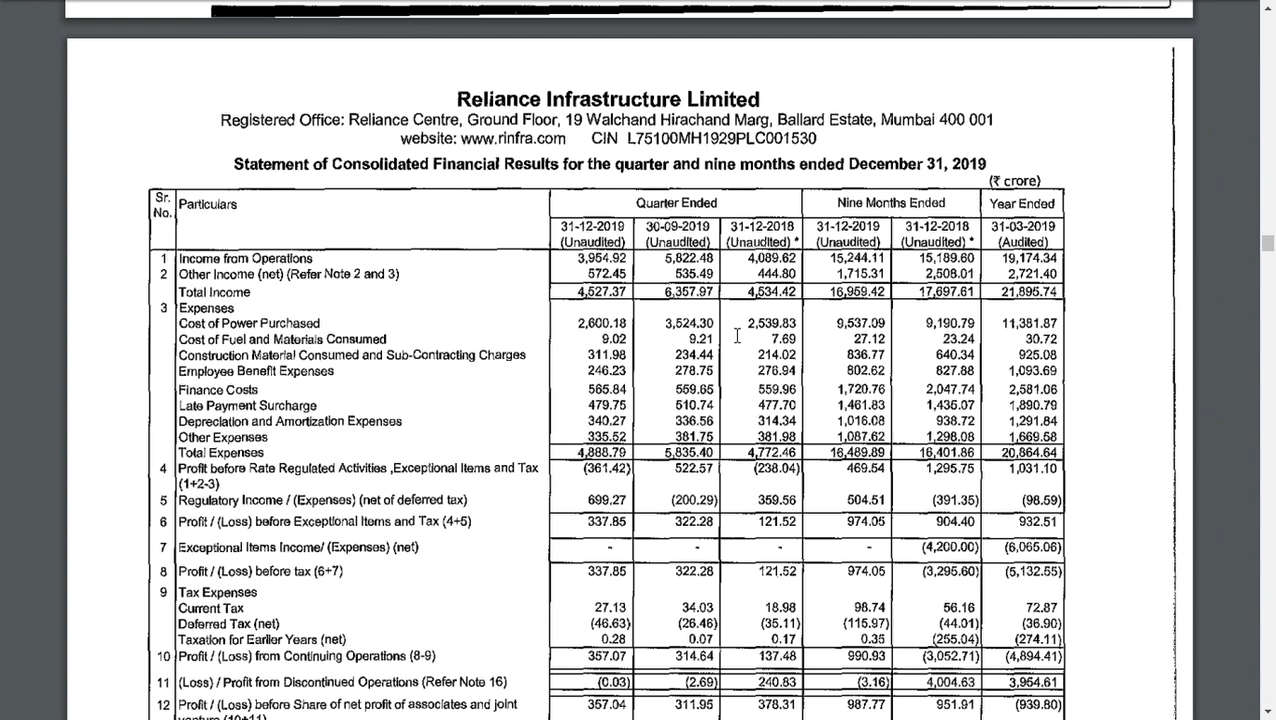 Reliance Infrastructure Limited
Registered Office: Reliance Centre, Ground Floor, 19 Walchand Hirachand Marg, Ballard Estate, Mumbai 400 001
website: www.rinfra.com CIN L75100MH1929PLC001530
Statement of Consolidated Financial Results for the quarter and nine months ended December 31, 2019
(₹ crore)
Sr. No. Particulars Quarter Ended Nine Months Ended Year Ended
31-12-2019 30-09-2019 31-12-2018 31-12-2019 31-12-2018 31-03-2019
(Unaudited) (Unaudited) (Unaudited) * (Unaudited) (Unaudited) * (Audited)
1 Income from Operations 3,954.92 5,822.48 4,089.62 15,244.11 15,189.60 19,174.34
2 Other Income (net) (Refer Note 2 and 3) 572.45 535.49 444.80 1,715.31 2,508.01 2,721.40
Total Income 4,527.37 6,357.97 4,534.42 16,959.42 17,697.61 21,895.74
3 Expenses
Cost of Power Purchased 2,600.18 3,524.30 2,539.83 9,537.09 9,190.79 11,381.87
Cost of Fuel and Materials Consumed 9.02 9.21 7.69 27.12 23.24 30.72
Construction Material Consumed and Sub-Contracting Charges 311.98 234.44 214.02 836.77 640.34 925.08
Employee Benefit Expenses 246.23 278.75 276.94 802.62 827.88 1,093.69
Finance Costs 565.84 559.65 559.96 1,720.76 2,047.74 2,581.06
Late Payment Surcharge 479.75 510.74 477.70 1,461.83 1,435.07 1,890.79
Depreciation and Amortization Expenses 340.27 336.56 314.34 1,016.08 938.72 1,291.84
Other Expenses 335.52 381.75 381.98 1,087.62 1,298.08 1,669.58
Total Expenses 4,888.79 5,835.40 4,772.46 16,489.89 16,401.86 20,864.64
4 Profit before Rate Regulated Activities ,Exceptional Items and Tax (361.42) 522.57 (238.04) 469.54 1,295.75 1,031.10
(1+2-3)
5 Regulatory Income / (Expenses) (net of deferred tax) 699.27 (200.29) 359.56 504.51 (391.35) (98.59)
6 Profit / (Loss) before Exceptional Items and Tax (4+5) 337.85 322.28 121.52 974.05 904.40 932.51
7 Exceptional Items Income/ (Expenses) (net) - - - - (4,200.00) (6,065.06)
8 Profit / (Loss) before tax (6+7) 337.85 322.28 121.52 974.05 (3,295.60) (5,132.55)
9 Tax Expenses
Current Tax 27.13 34.03 18.98 98.74 56.16 72.87
Deferred Tax (net) (46.63) (26.46) (35.11) (115.97) (44.01) (36.90)
Taxation for Earlier Years (net) 0.28 0.07 0.17 0.35 (255.04) (274.11)
10 Profit / (Loss) from Continuing Operations (8-9) 357.07 314.64 137.48 990.93 (3,052.71) (4,894.41)
11 (Loss) / Profit from Discontinued Operations (Refer Note 16) (0.03) (2.69) 240.83 (3.16) 4,004.63 3,954.61
12 Profit / (Loss) before Share of net profit of associates and joint 357.04 311.95 378.31 987.77 951.91 (939.80)
venture (10+11)